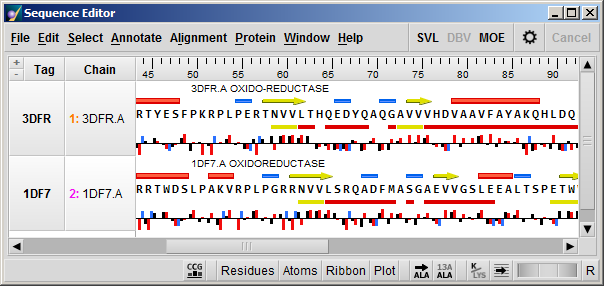 Sequence Editor
File Edit Select Annotate Alignment Protein Window Help SVL DBV MOE Cancel
+ - Tag Chain 45 50 55 60 65 70 75 80 85 90
3DFR.A OXIDO-REDUCTASE
3DFR 1: 3DFR.A RTYESFPKRPLPERTNVVLTHQEDYQAQGAVVVHDVAAVFAYAKQHLDQ
1DF7.A OXIDOREDUCTASE
1DF7 2: 1DF7.A RRTWDSLPAKVRPLPGRRNVVLSRQADFMASGAEVVGSLEEALTSPETW
CCG Residues Atoms Ribbon Plot ALA 13A ALA K LYS R